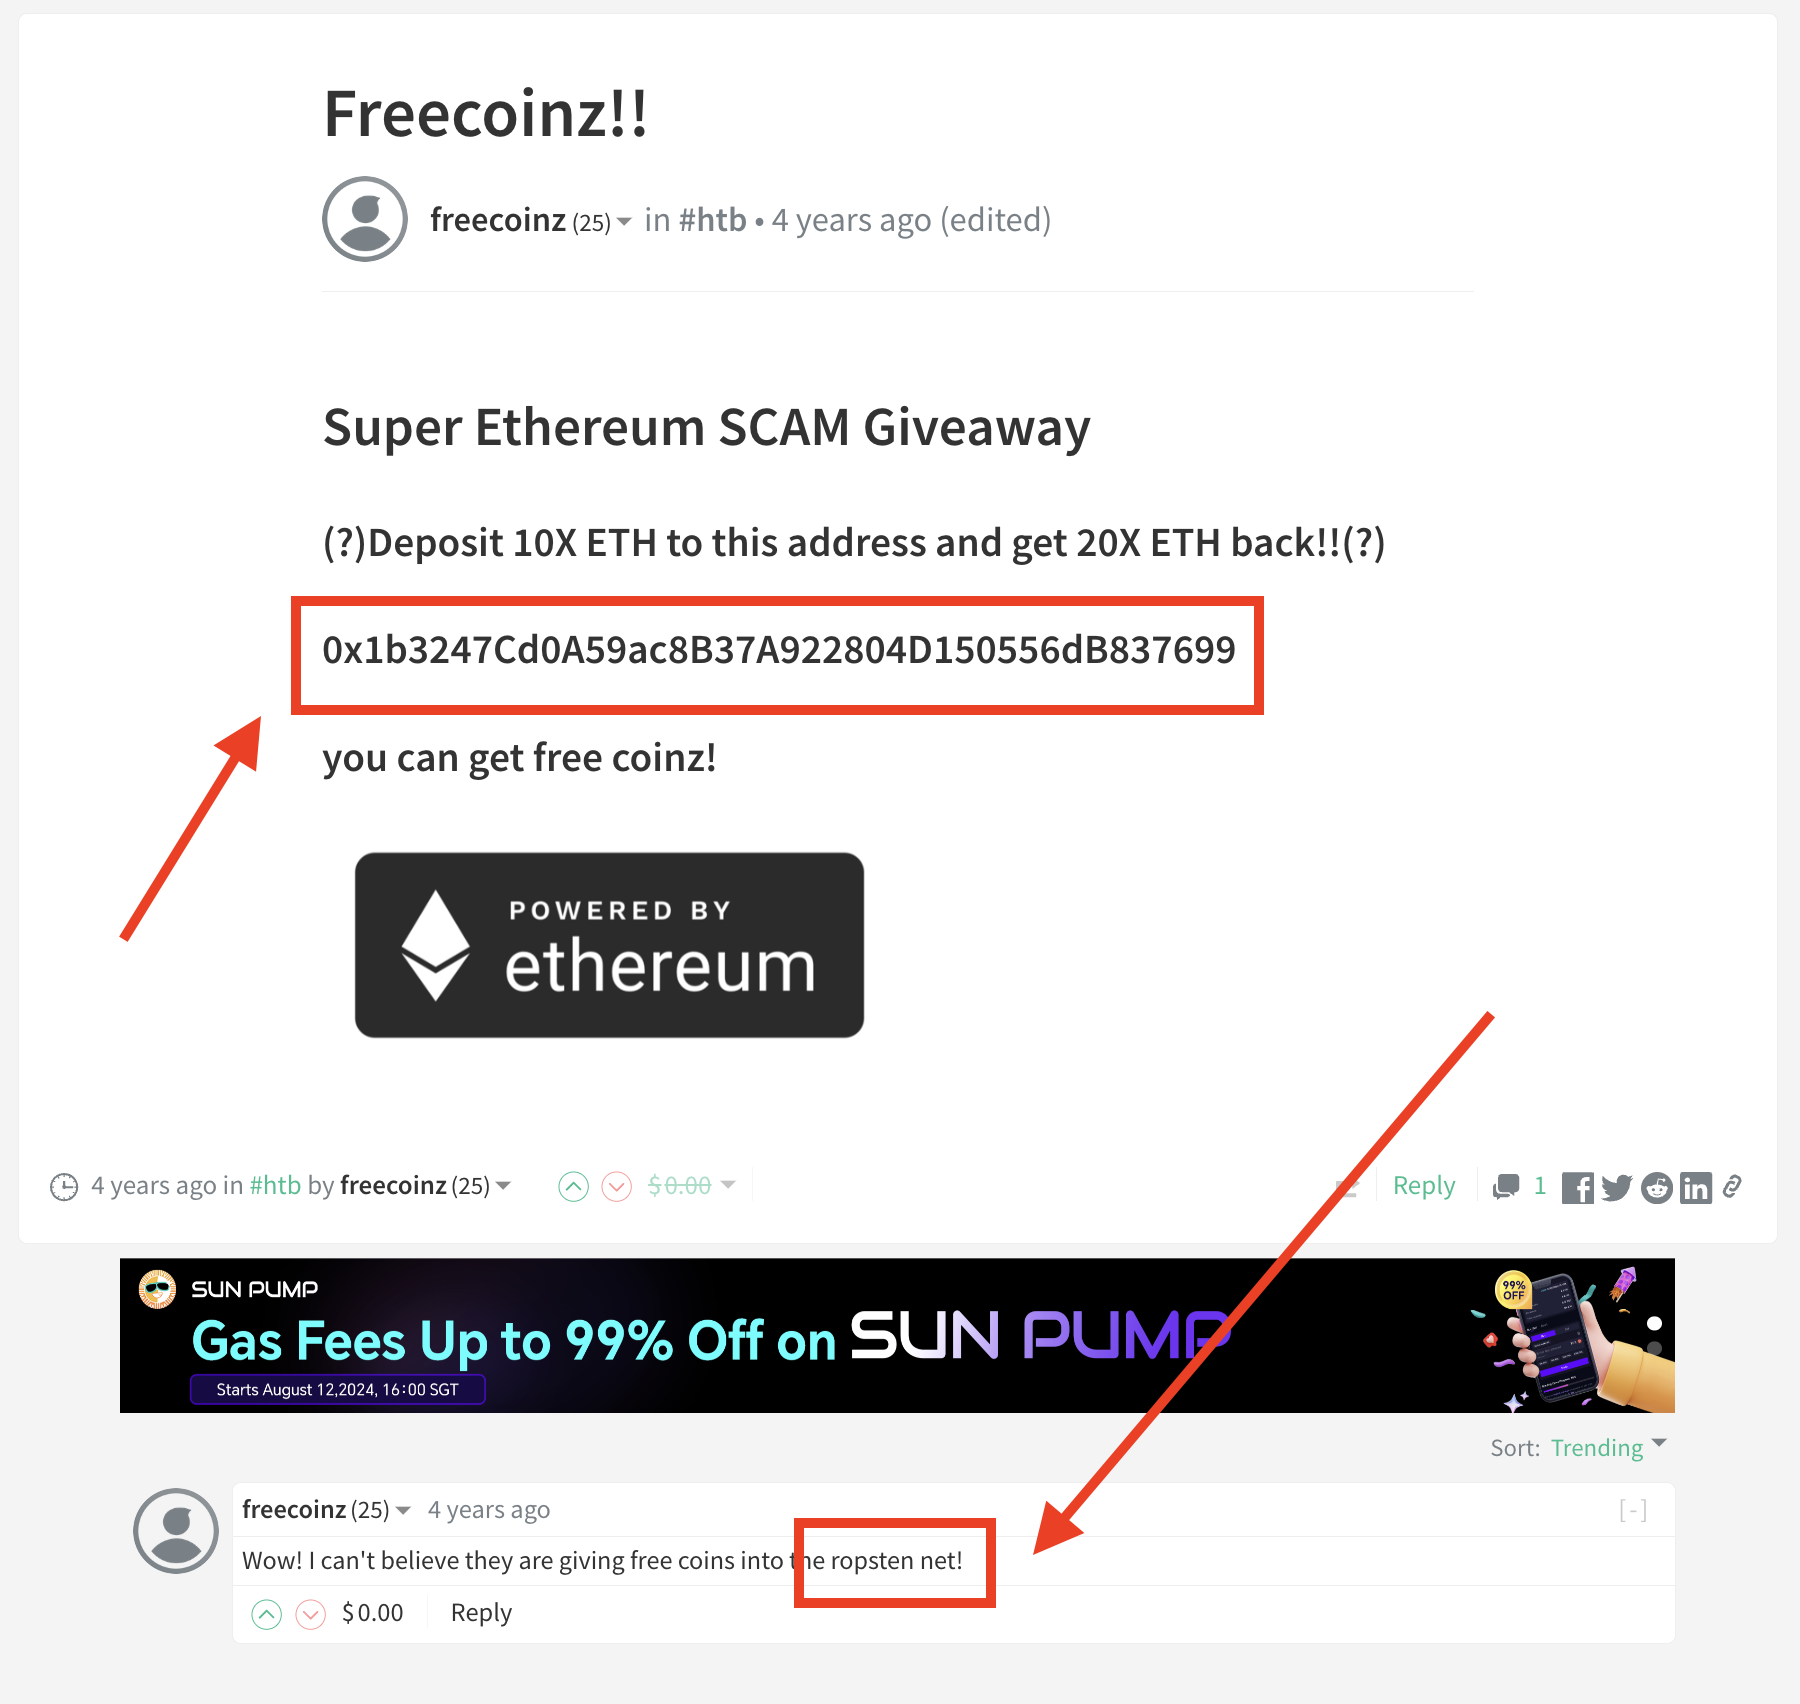 Freecoinz!!
freecoinz (25) in #htb • 4 years ago (edited)
Super Ethereum SCAM Giveaway
(?)Deposit 10X ETH to this address and get 20X ETH back!!(?)
0x1b3247Cd0A59ac8B37A922804D150556dB837699
you can get free coinz!
POWERED BY
ethereum
4 years ago in #htb by freecoinz (25) $0.00 Reply 1
SUN PUMP
Gas Fees Up to 99% Off on SUN PUMP
Starts August 12,2024, 16:00 SGT
99%
OFF
Sort: Trending
freecoinz (25) 4 years ago [-]
Wow! I can't believe they are giving free coins into the ropsten net!
$0.00 Reply